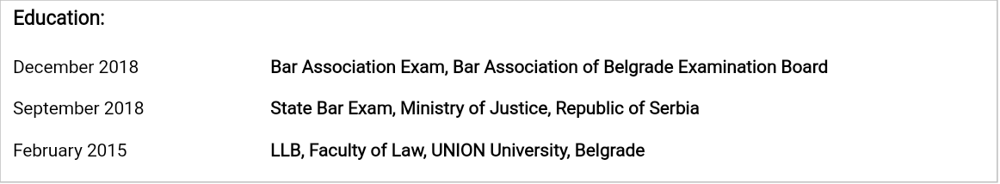 Education:
December 2018 Bar Association Exam, Bar Association of Belgrade Examination Board
September 2018 State Bar Exam, Ministry of Justice, Republic of Serbia
February 2015 LLB, Faculty of Law, UNION University, Belgrade